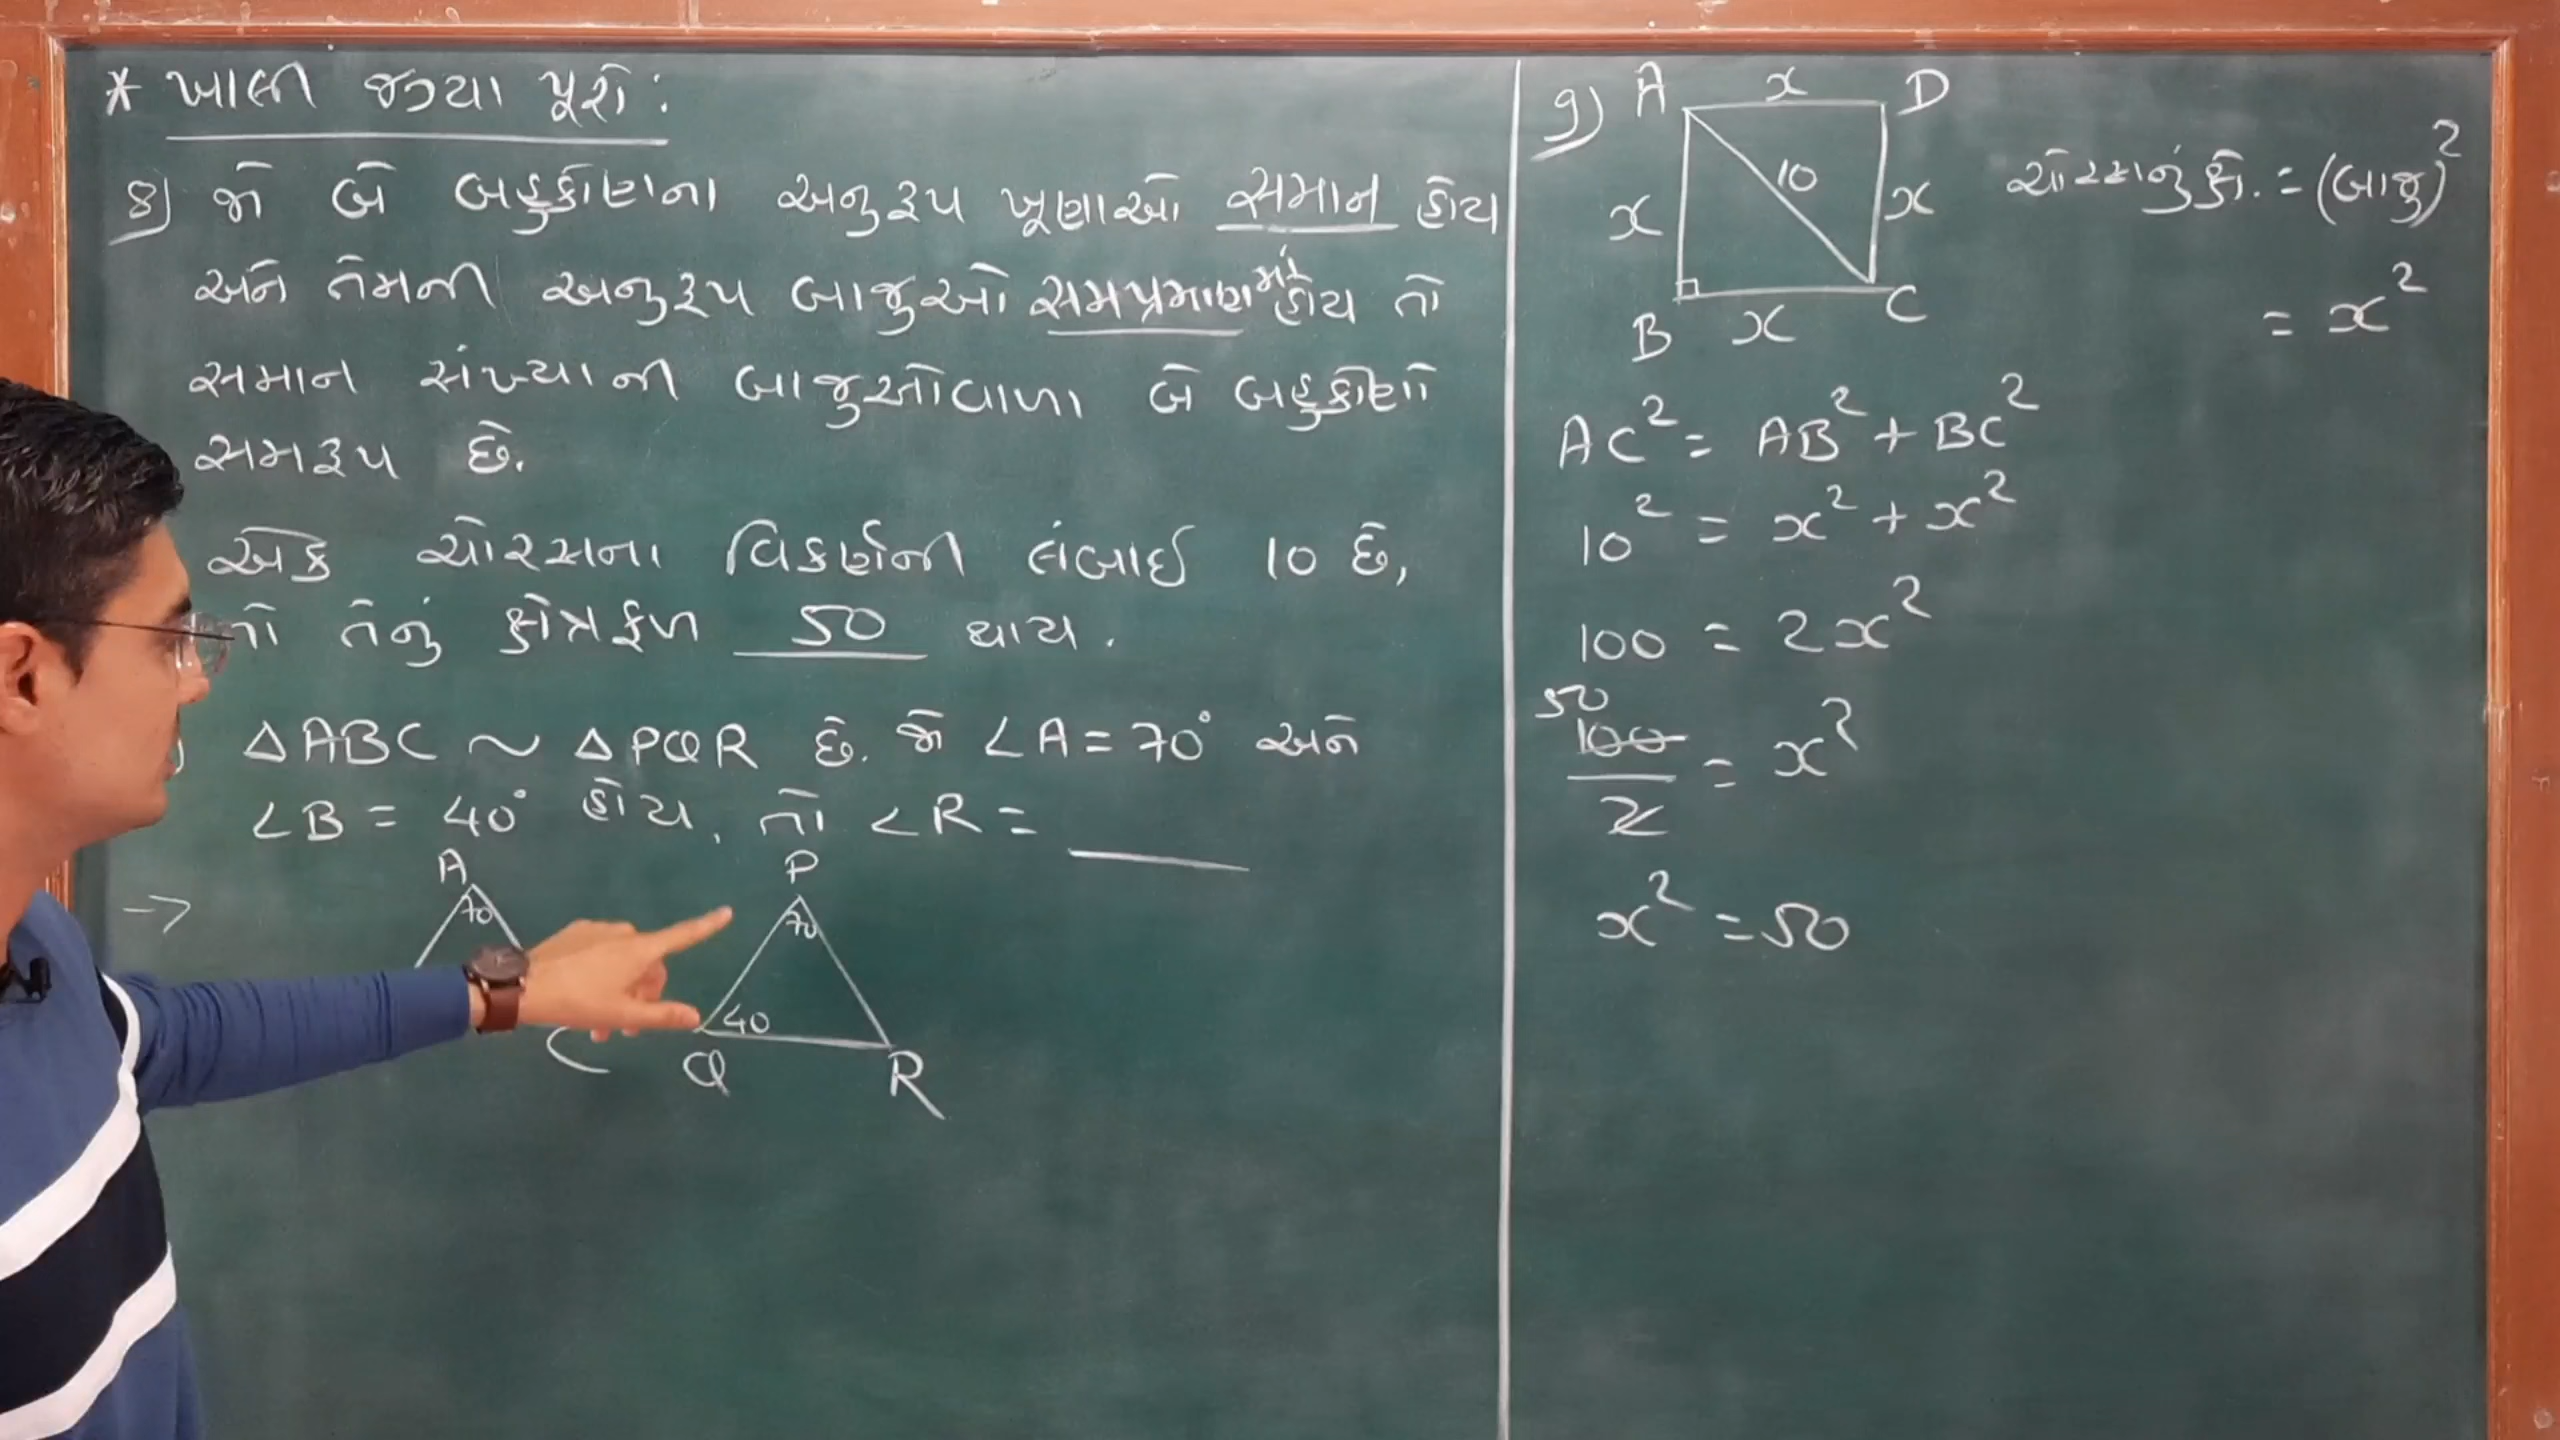 * ખાલી જગ્યા પૂરો :
8) જો બે બહુકોણના અનુરૂપ ખૂણાઓ સમાન હોય
અને તેમની અનુરૂપ બાજુઓ સમપ્રમાણમાં હોય તો
સમાન સંખ્યાની બાજુઓવાળા બે બહુકોણો
સમરૂપ છે.
એક ચોરસના વિકર્ણની લંબાઈ 10 છે,
તો તેનું ક્ષેત્રફળ 50 થાય .
) △ABC ~ △PQR છે. જો ∠A = 70° અને
∠B = 40° હોય, તો ∠R = ____
→
A
70
C
P
70
40
Q
R
9) A x D
x 10 x
B x C
ચોરસનું ક્ષે. = (બાજુ)²
= x²
AC² = AB² + BC²
10² = x² + x²
100 = 2x²
50
100/2 = x²
x² = 50